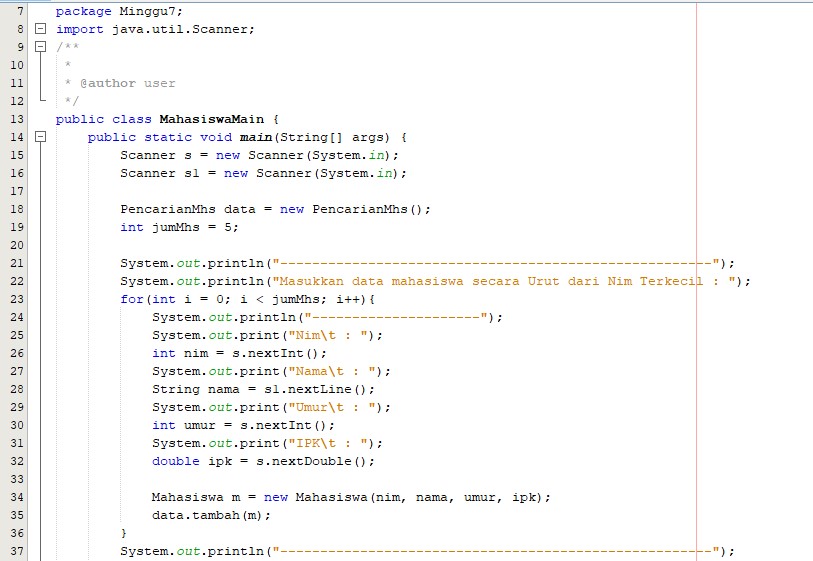 7 package Minggu7;
8 import java.util.Scanner;
9 /**
10 *
11 * @author user
12 */
13 public class MahasiswaMain {
14 public static void main(String[] args) {
15 Scanner s = new Scanner(System.in);
16 Scanner sl = new Scanner(System.in);
17
18 PencarianMhs data = new PencarianMhs();
19 int jumMhs = 5;
20
21 System.out.println("------------------------------------------------------");
22 System.out.println("Masukkan data mahasiswa secara Urut dari Nim Terkecil : ");
23 for(int i = 0; i < jumMhs; i++){
24 System.out.println("---------------------");
25 System.out.print("Nim\t : ");
26 int nim = s.nextInt();
27 System.out.print("Nama\t : ");
28 String nama = sl.nextLine();
29 System.out.print("Umur\t : ");
30 int umur = s.nextInt();
31 System.out.print("IPK\t : ");
32 double ipk = s.nextDouble();
33
34 Mahasiswa m = new Mahasiswa(nim, nama, umur, ipk);
35 data.tambah(m);
36 }
37 System.out.println("------------------------------------------------------");